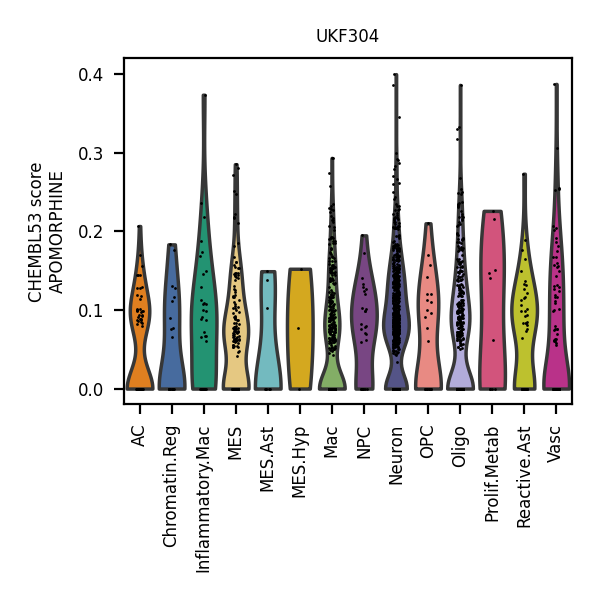 UKF304
CHEMBL53 score
APOMORPHINE
0.4
0.3
0.2
0.1
0.0
AC
Chromatin.Reg
Inflammatory.Mac
MES
MES.Ast
MES.Hyp
Mac
NPC
Neuron
OPC
Oligo
Prolif.Metab
Reactive.Ast
Vasc